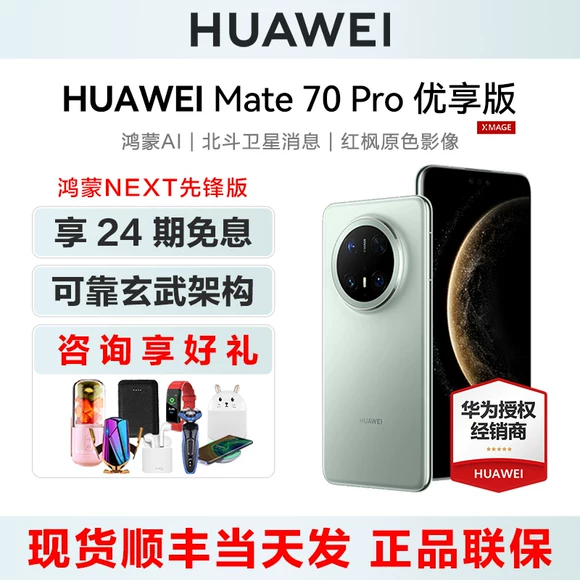 HUAWEI
HUAWEI Mate 70 Pro 优享版
XMAGE
鸿蒙AI｜北斗卫星消息｜红枫原色影像
鸿蒙NEXT先锋版
享 24 期免息
可靠玄武架构
咨询享好礼
HUAWEI
华为授权
经销商
HUAWEI
现货顺丰当天发 正品联保